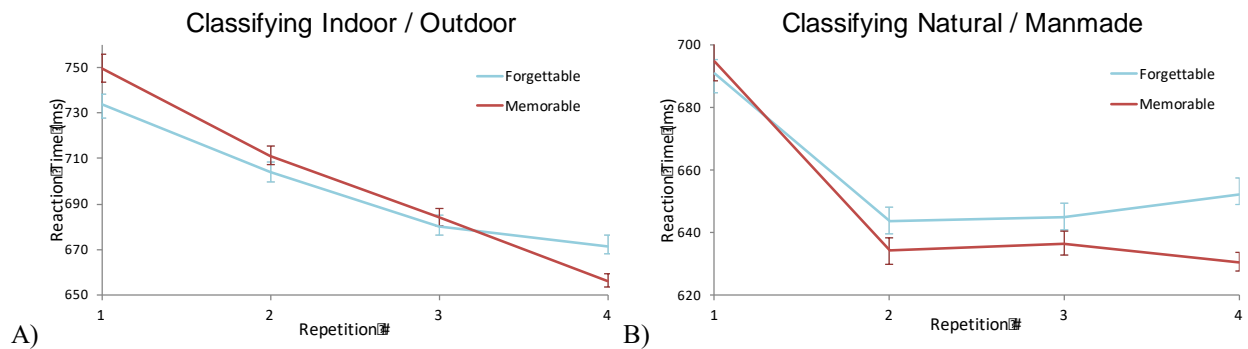 Classifying Indoor / Outdoor
750
730
710
690
670
650
Reaction Time (ms)
Forgettable
Memorable
1 2 3 4
Repetition #
A)
Classifying Natural / Manmade
700
680
660
640
620
Reaction Time (ms)
Forgettable
Memorable
1 2 3 4
Repetition #
B)